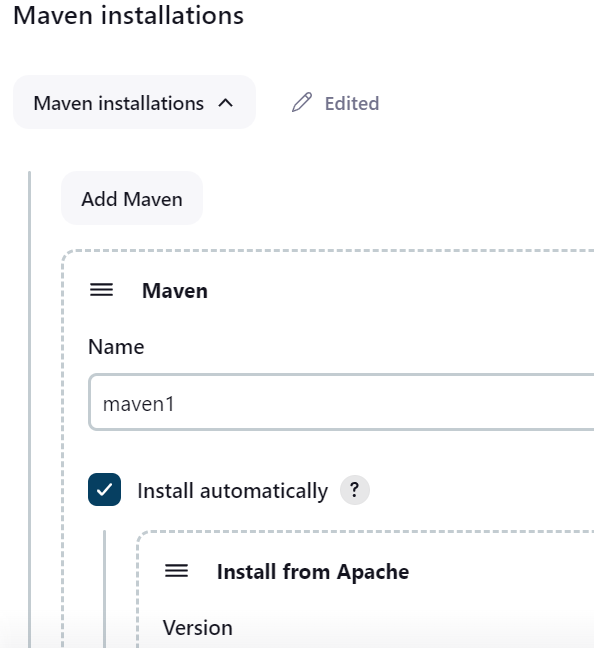 Maven installations
Maven installations
Edited
Add Maven
Maven
Name
maven1
Install automatically ?
Install from Apache
Version